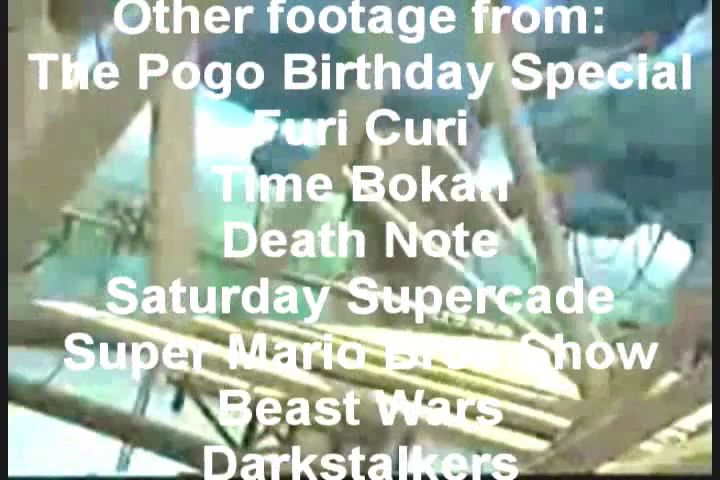 Other footage from:
The Pogo Birthday Special
Furi Curi
Time Bokan
Death Note
Saturday Supercade
Super Mario Bros Show
Beast Wars
Darkstalkers